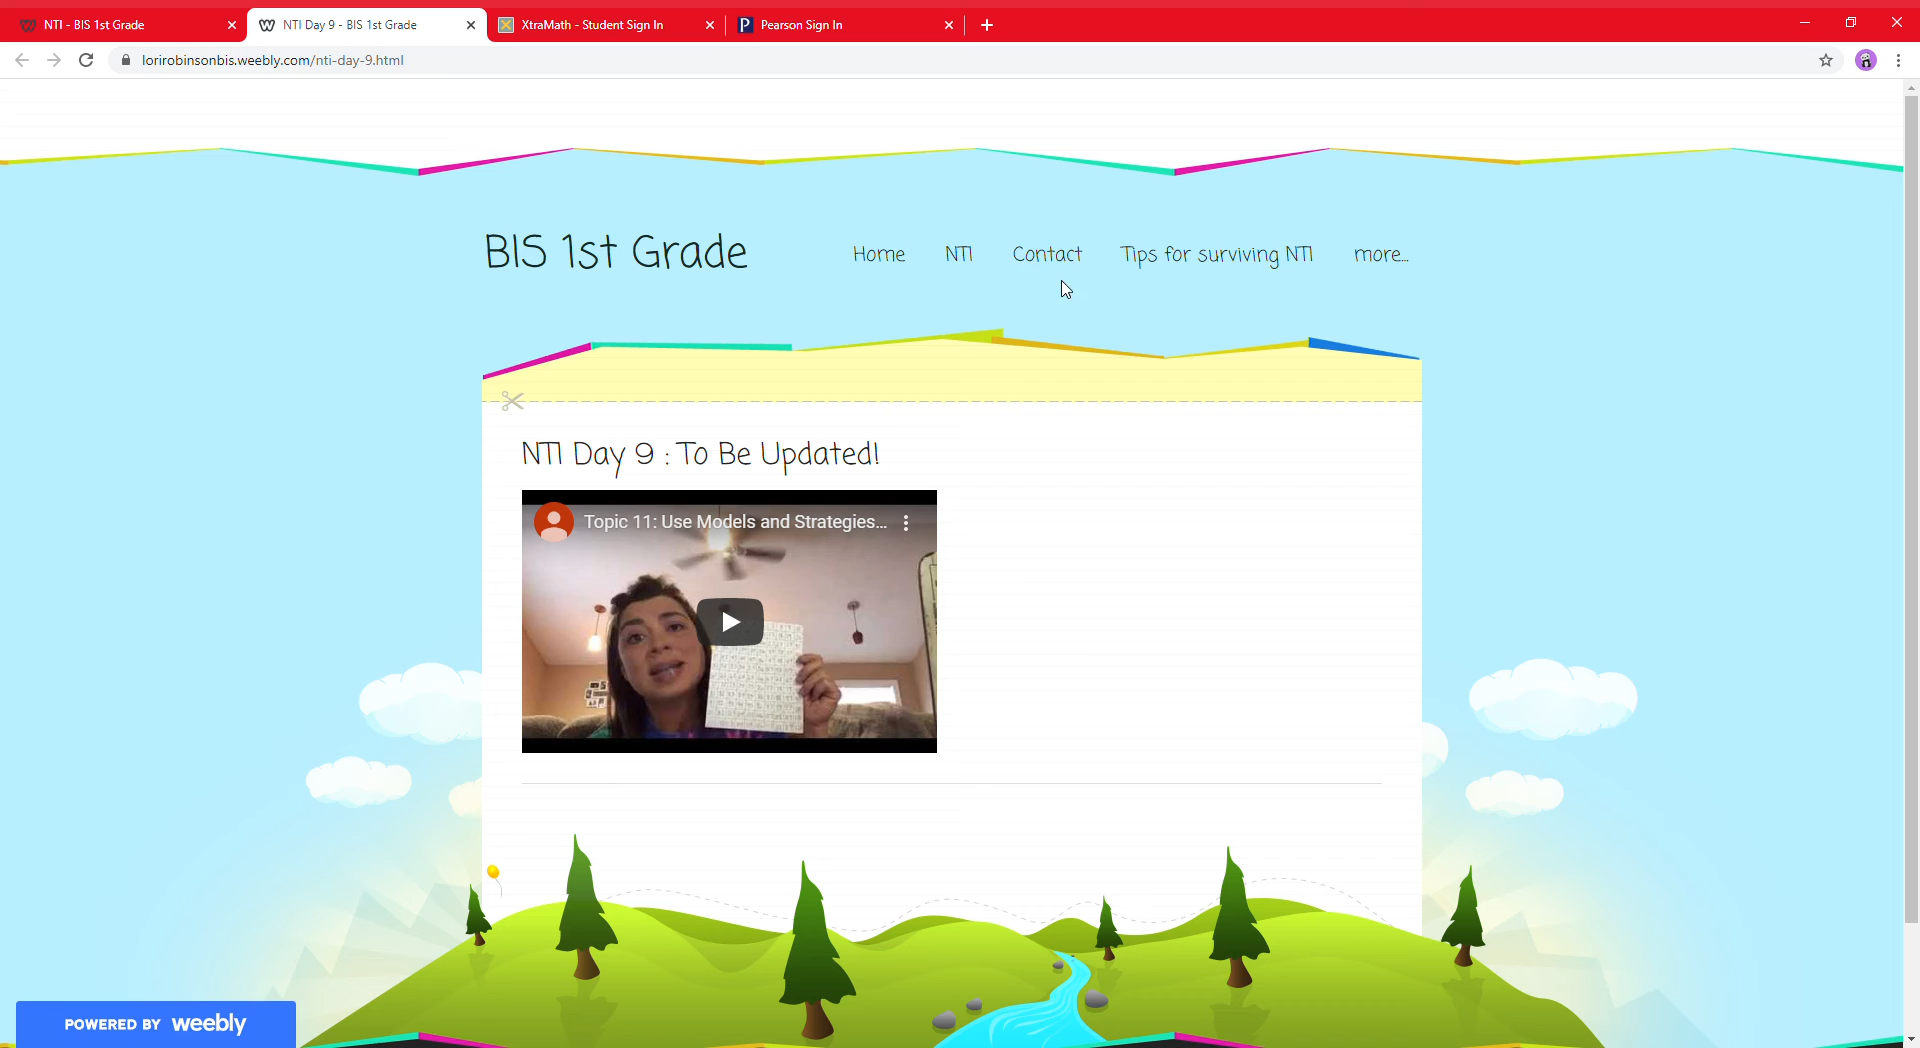 NTI - BIS 1st Grade
NTI Day 9 - BIS 1st Grade
XtraMath - Student Sign In
Pearson Sign In
lorirobinsonbis.weebly.com/nti-day-9.html
BIS 1st Grade
Home
NTI
Contact
Tips for surviving NTI
more...
NTI Day 9 : To Be Updated!
Topic 11: Use Models and Strategies...
POWERED BY weebly